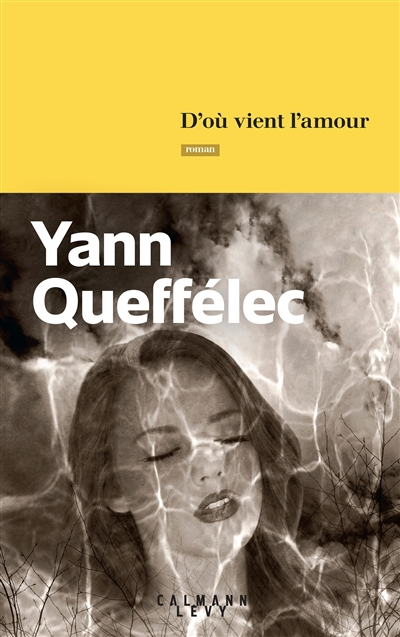 D'où vient l'amour
roman
Yann
Queffélec
CALMANN
LEVY